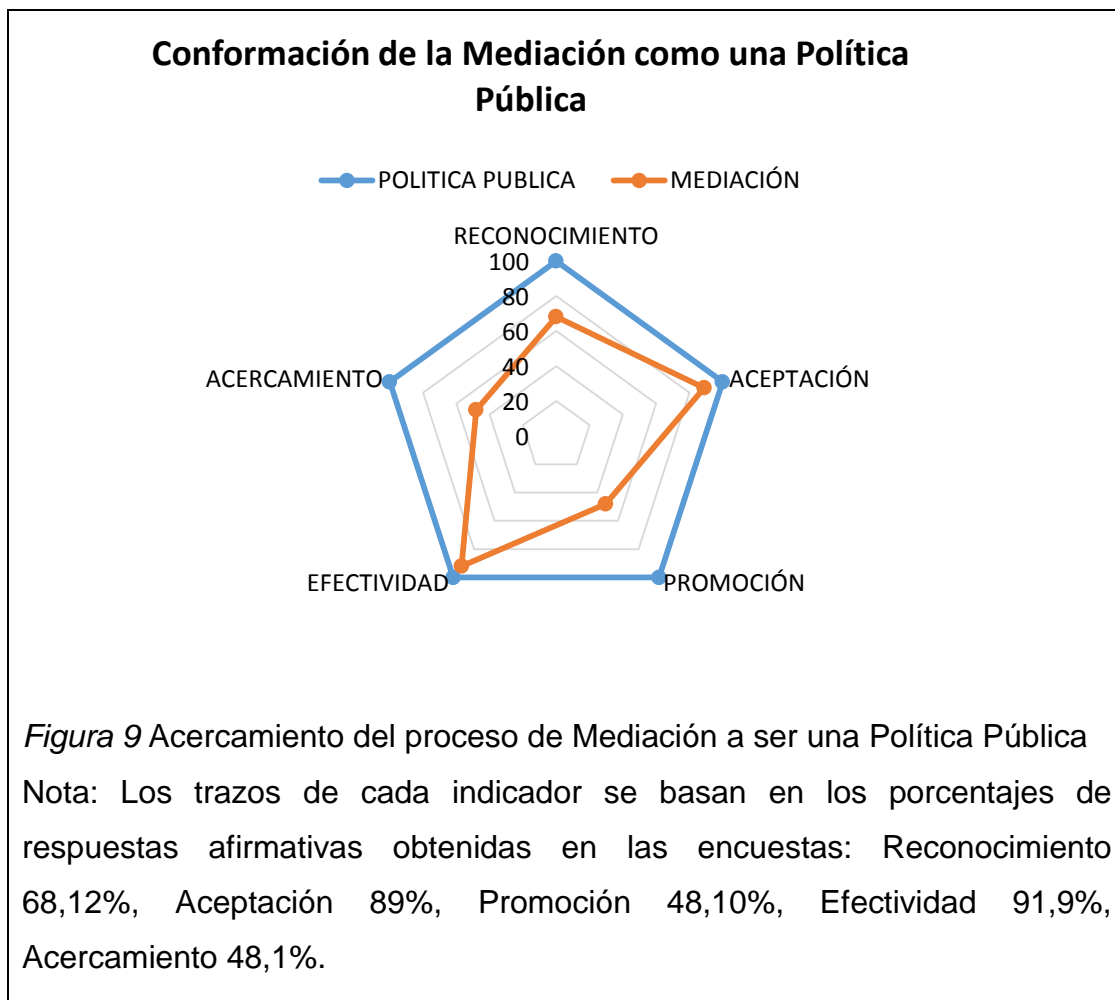 Conformación de la Mediación como una Política
Pública
POLITICA PUBLICA MEDIACIÓN
RECONOCIMIENTO
100
80
60
40
20
0
ACERCAMIENTO
ACEPTACIÓN
EFECTIVIDAD
PROMOCIÓN
Figura 9 Acercamiento del proceso de Mediación a ser una Política Pública
Nota: Los trazos de cada indicador se basan en los porcentajes de
respuestas afirmativas obtenidas en las encuestas: Reconocimiento
68,12%, Aceptación 89%, Promoción 48,10%, Efectividad 91,9%,
Acercamiento 48,1%.